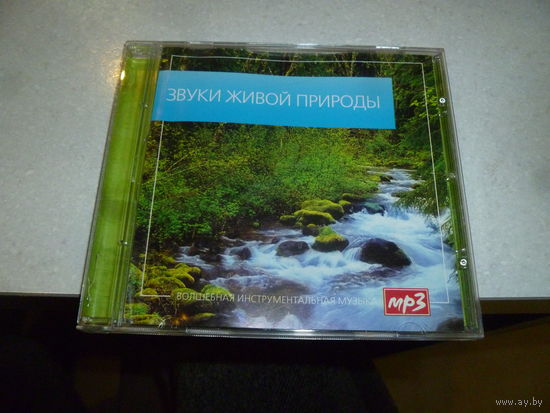 ЗВУКИ ЖИВОЙ ПРИРОДЫ
ВОЛШЕБНАЯ ИНСТРУМЕНТАЛЬНАЯ МУЗЫКА
mp3
www.ay.by